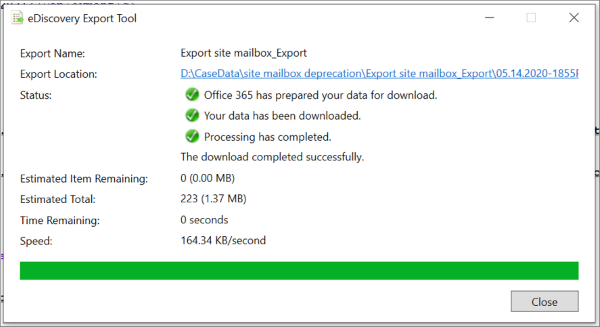 eDiscovery Export Tool
Export Name: Export site mailbox_Export
Export Location: D:\CaseData\site mailbox deprecation\Export site mailbox_Export\05.14.2020-1855
Status: Office 365 has prepared your data for download.
Your data has been downloaded.
Processing has completed.
The download completed successfully.
Estimated Item Remaining: 0 (0.00 MB)
Estimated Total: 223 (1.37 MB)
Time Remaining: 0 seconds
Speed: 164.34 KB/second
Close